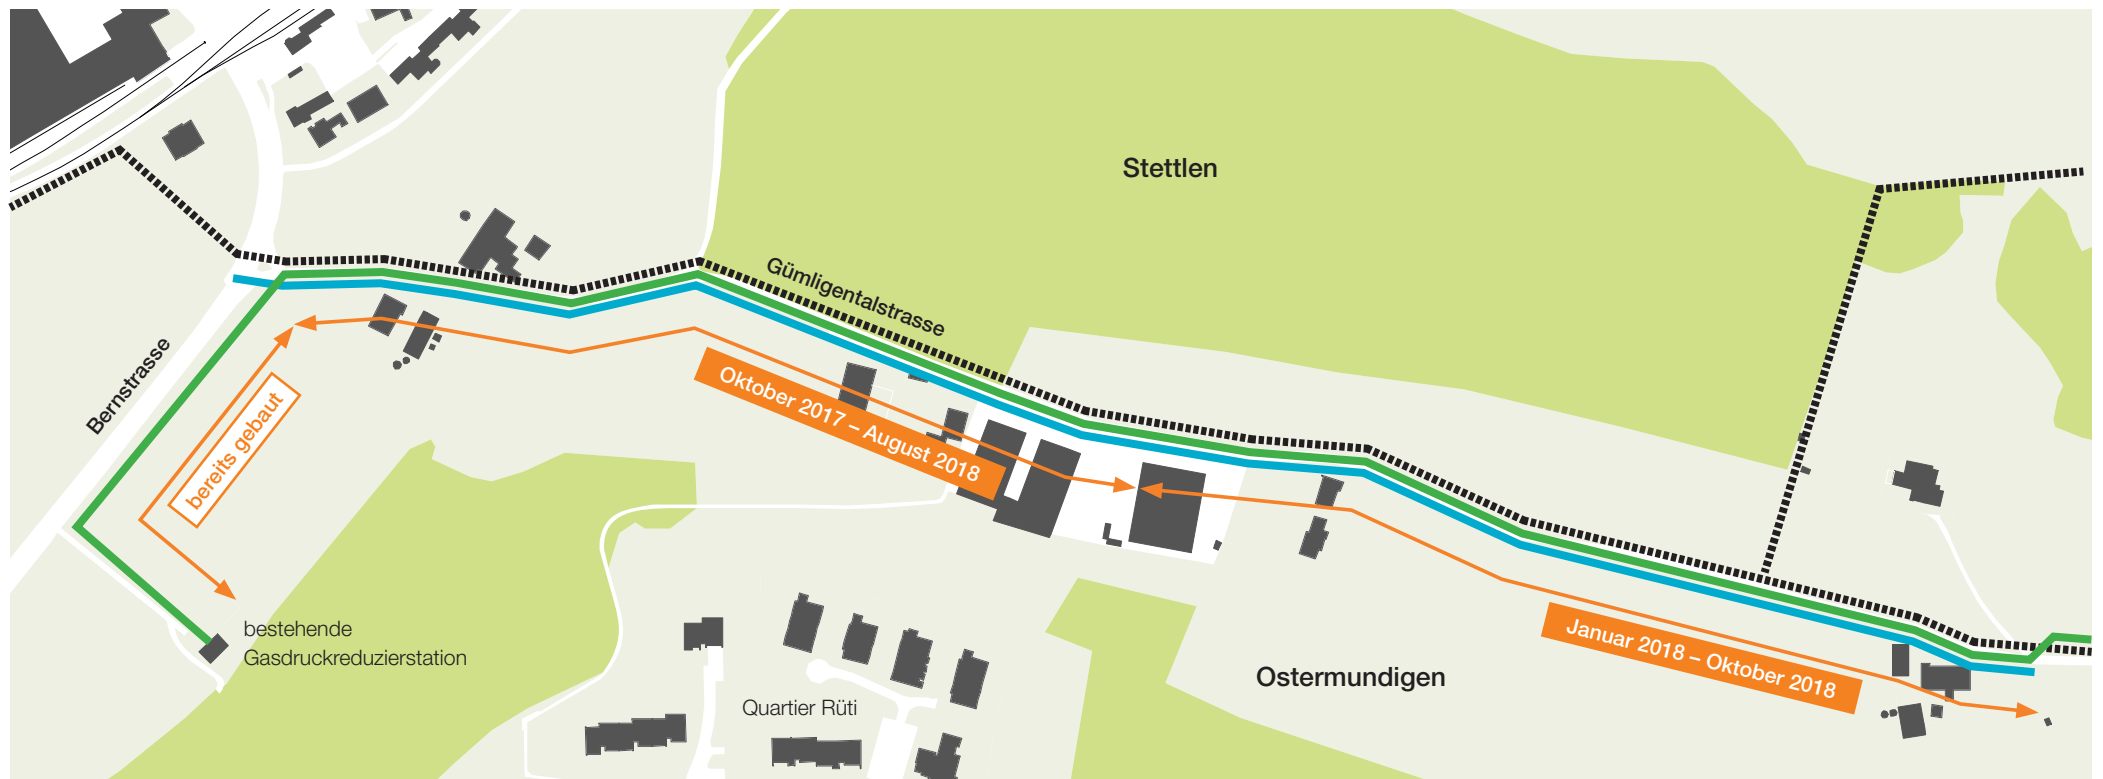 Stettlen
Gümligentalstrasse
Bernstrasse
bereits gebaut
Oktober 2017 – August 2018
bestehende
Gasdruckreduzierstation
Januar 2018 – Oktober 2018
Ostermundigen
Quartier Rüti